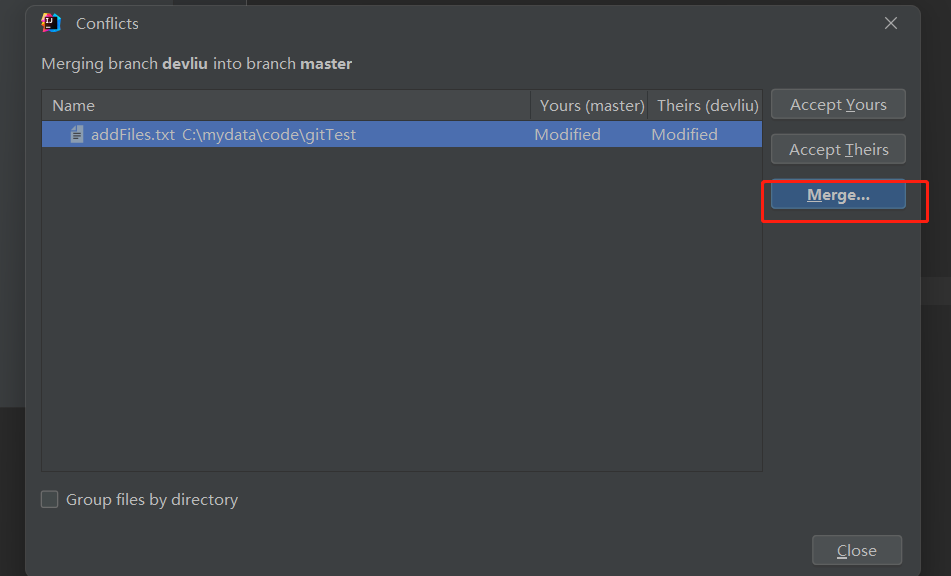 Conflicts
Merging branch devliu into branch master
Name Yours (master) Theirs (devliu)
addFiles.txt C:\mydata\code\gitTest Modified Modified
Accept Yours
Accept Theirs
Merge...
Group files by directory
Close